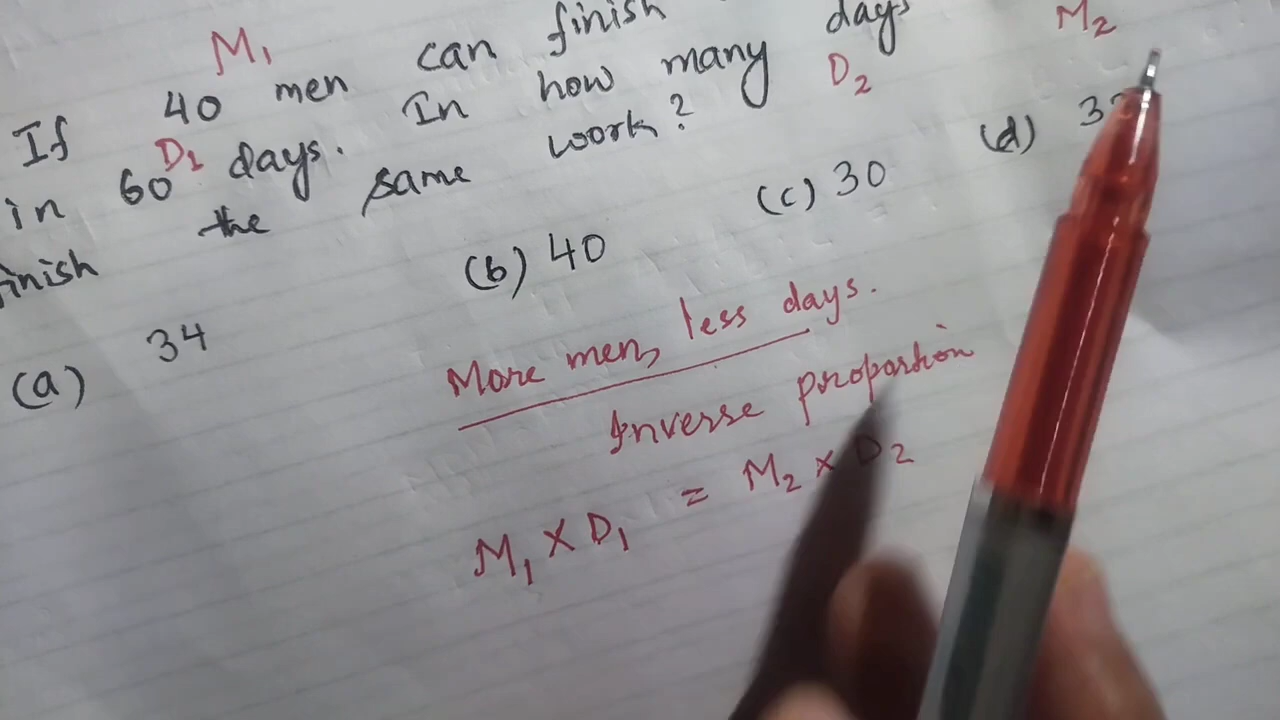 M₁ M₂
If 40 men can finish
D₁ D₂
in 60 days. In how many days
finish the same work?
(a) 34 (b) 40 (c) 30 (d)
More men, less days.
Inverse proportion
M₁ × D₁ = M₂ × D₂